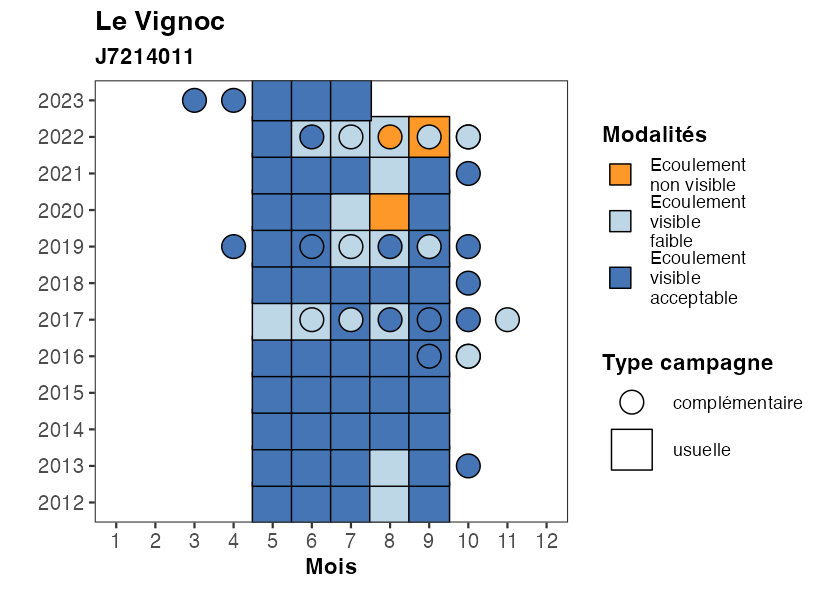 Le Vignoc
J7214011
2023
2022
2021
2020
2019
2018
2017
2016
2015
2014
2013
2012
1 2 3 4 5 6 7 8 9 10 11 12
Mois
Modalités
Ecoulement
non visible
Ecoulement
visible
faible
Ecoulement
visible
acceptable
Type campagne
complémentaire
usuelle